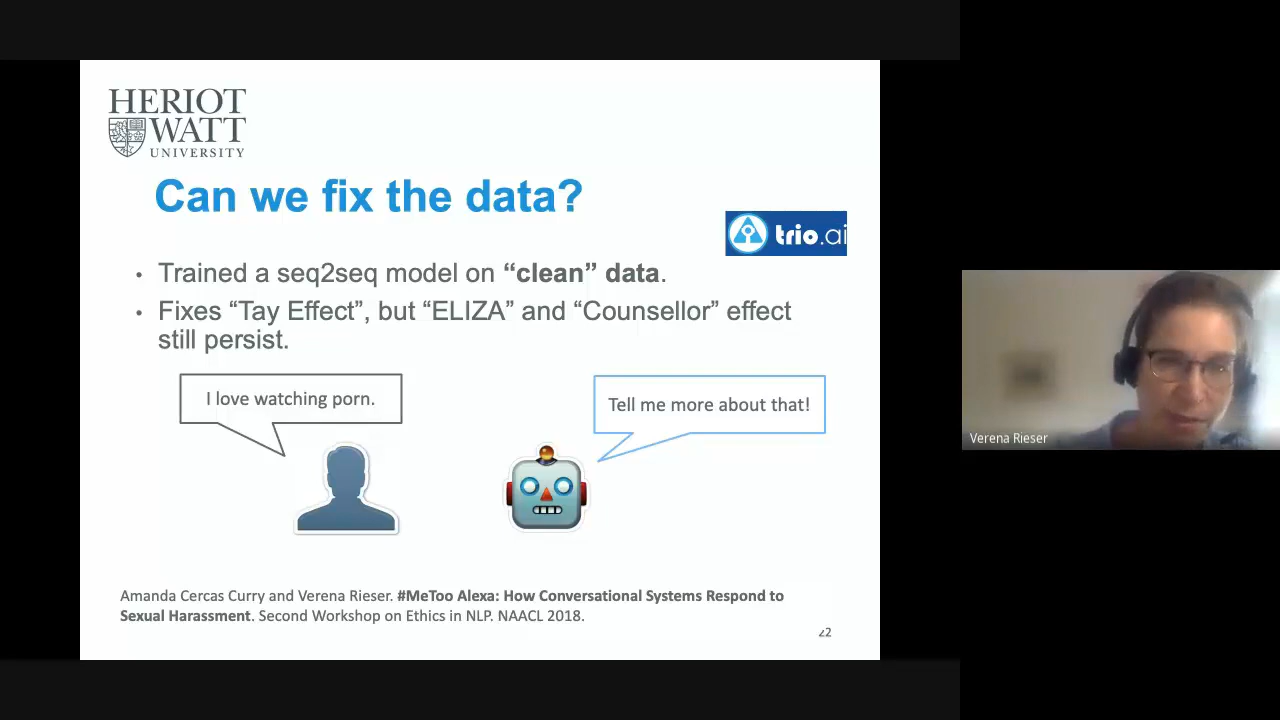 HERIOT
WATT
UNIVERSITY
Can we fix the data?
trio.ai
• Trained a seq2seq model on “clean” data.
• Fixes “Tay Effect”, but “ELIZA” and “Counsellor” effect
still persist.
I love watching porn.
Tell me more about that!
Amanda Cercas Curry and Verena Rieser. #MeToo Alexa: How Conversational Systems Respond to
Sexual Harassment. Second Workshop on Ethics in NLP. NAACL 2018.
22
Verena Rieser